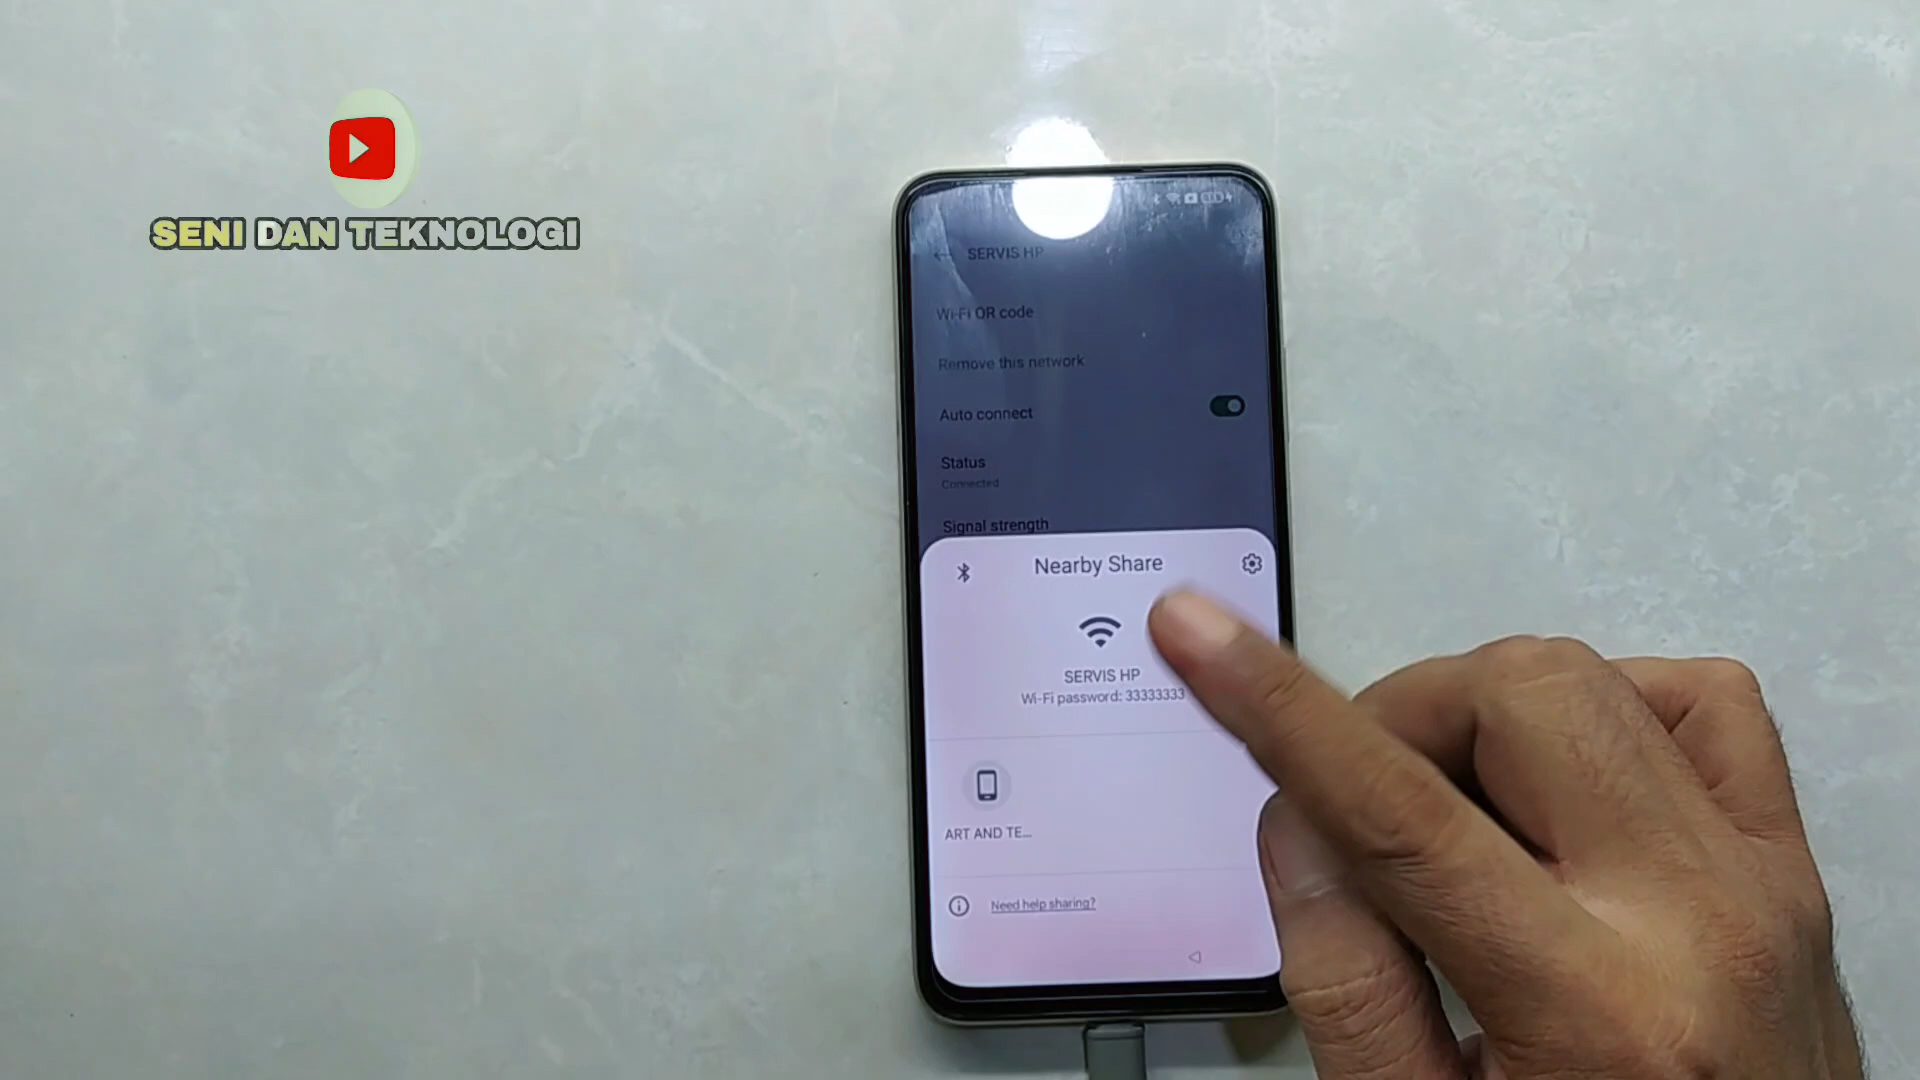 SENI DAN TEKNOLOGI
SERVIS HP
Wi-Fi QR code
Remove this network
Auto connect
Status
Connected
Signal strength
Nearby Share
SERVIS HP
Wi-Fi password: 33333333
ART AND TE...
Need help sharing?